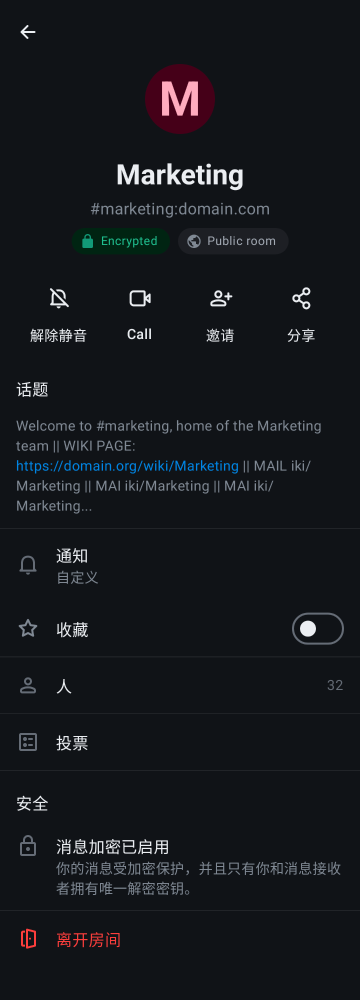 M
Marketing
#marketing:domain.com
Encrypted
Public room
解除静音
Call
邀请
分享
话题
Welcome to #marketing, home of the Marketing
team || WIKI PAGE:
https://domain.org/wiki/Marketing || MAIL iki/
Marketing || MAI iki/Marketing || MAI iki/
Marketing...
通知
自定义
收藏
人
32
投票
安全
消息加密已启用
你的消息受加密保护，并且只有你和消息接收
者拥有唯一解密密钥。
离开房间